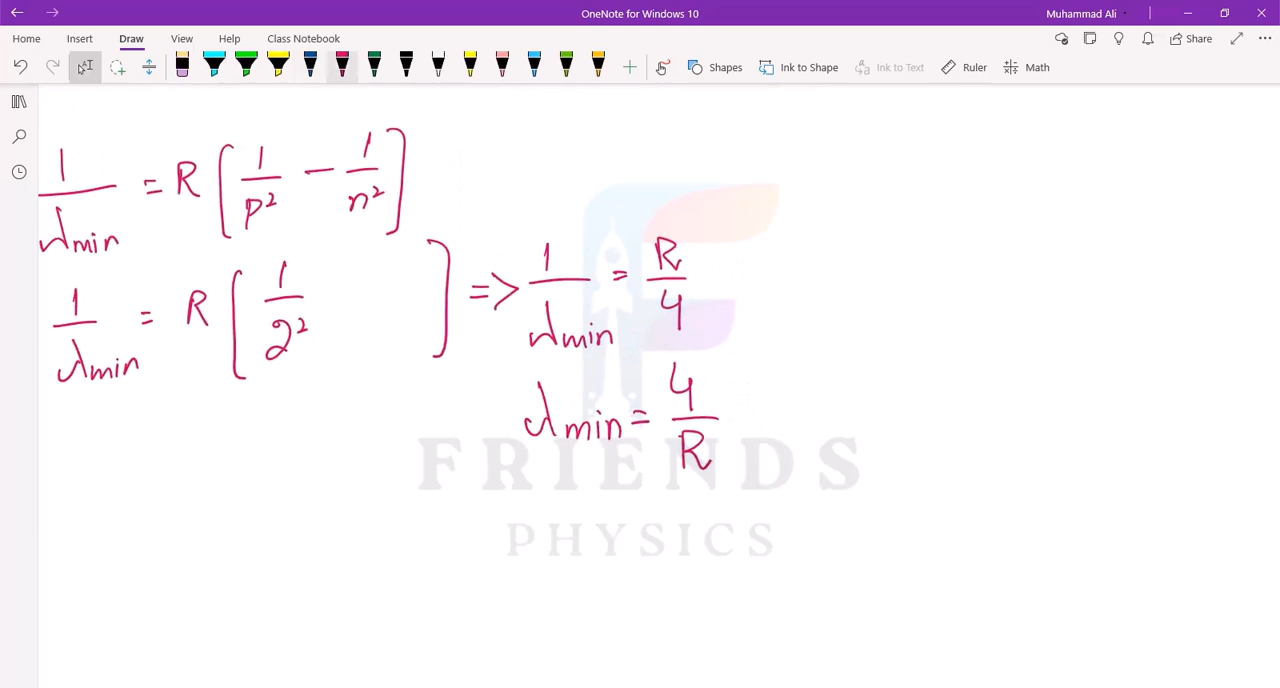 OneNote for Windows 10
Muhammad Ali
Home Insert Draw View Help Class Notebook
Share
Shapes Ink to Shape Ink to Text Ruler Math
1/λmin = R[1/p² − 1/n²]
1/λmin = R[1/2² ] => 1/λmin = R/4
λmin = 4/R
FRIENDS
PHYSICS